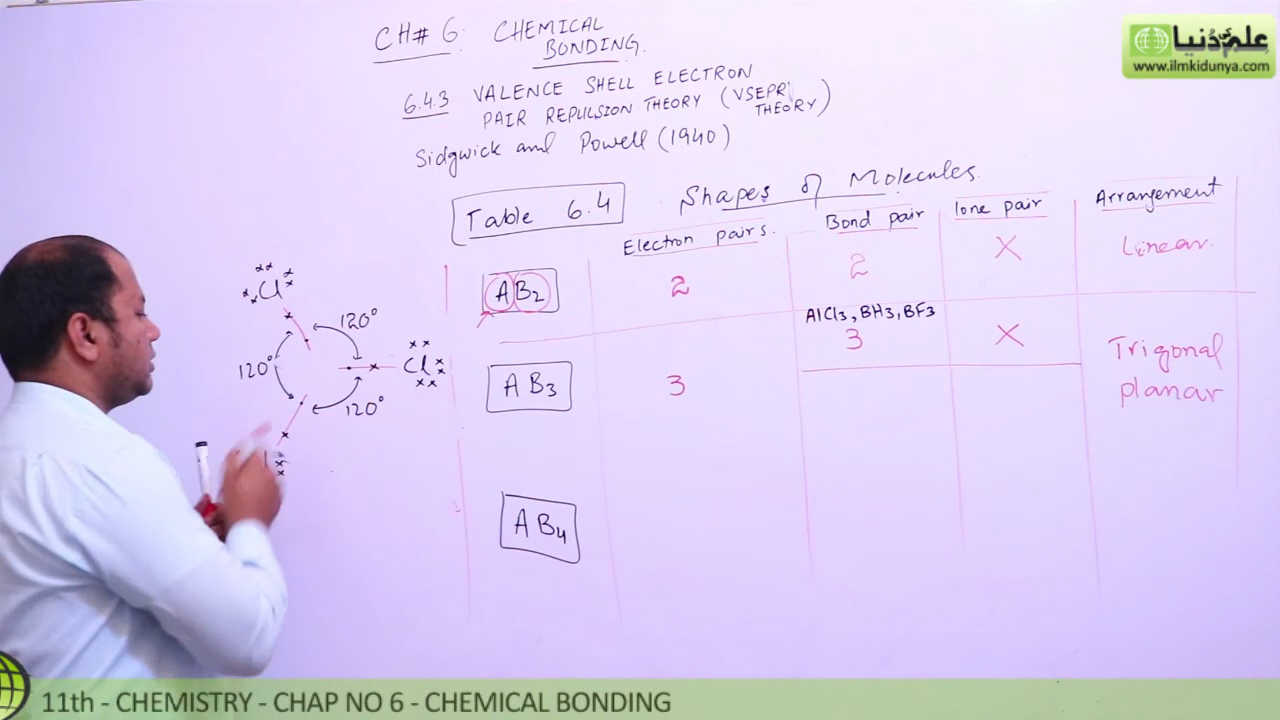 CH# 6: CHEMICAL
BONDING.
6.4.3 VALENCE SHELL ELECTRON
PAIR REPULSION THEORY (VSEPR
THEORY)
Sidgwick and Powell (1940)
علم کی دُنیا
www.ilmkidunya.com
Table 6.4
Shapes of Molecules.
Electron pairs.
Bond pair
lone pair
Arrangement
AB2
2
2
X
Linear.
AlCl3, BH3, BF3
AB3
3
3
X
Trigonal
planar
AB4
Cl
120°
120°
Cl
120°
11th - CHEMISTRY - CHAP NO 6 - CHEMICAL BONDING